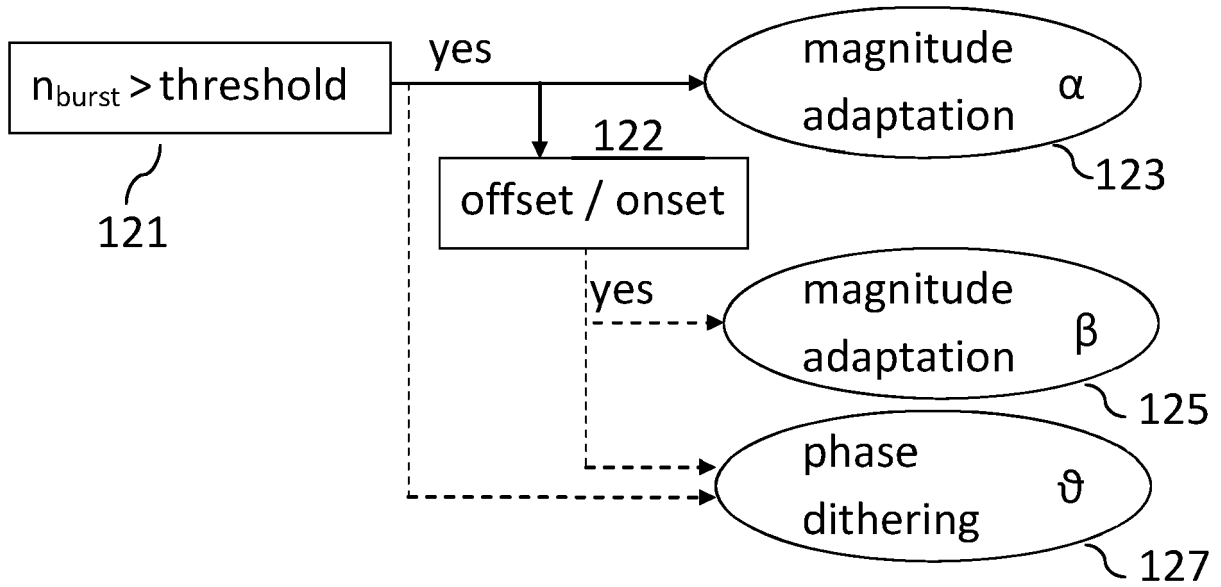 yes
n_burst > threshold
magnitude
α
adaptation
122
123
offset / onset
121
yes
magnitude
β
adaptation
125
phase
ϑ
dithering
127